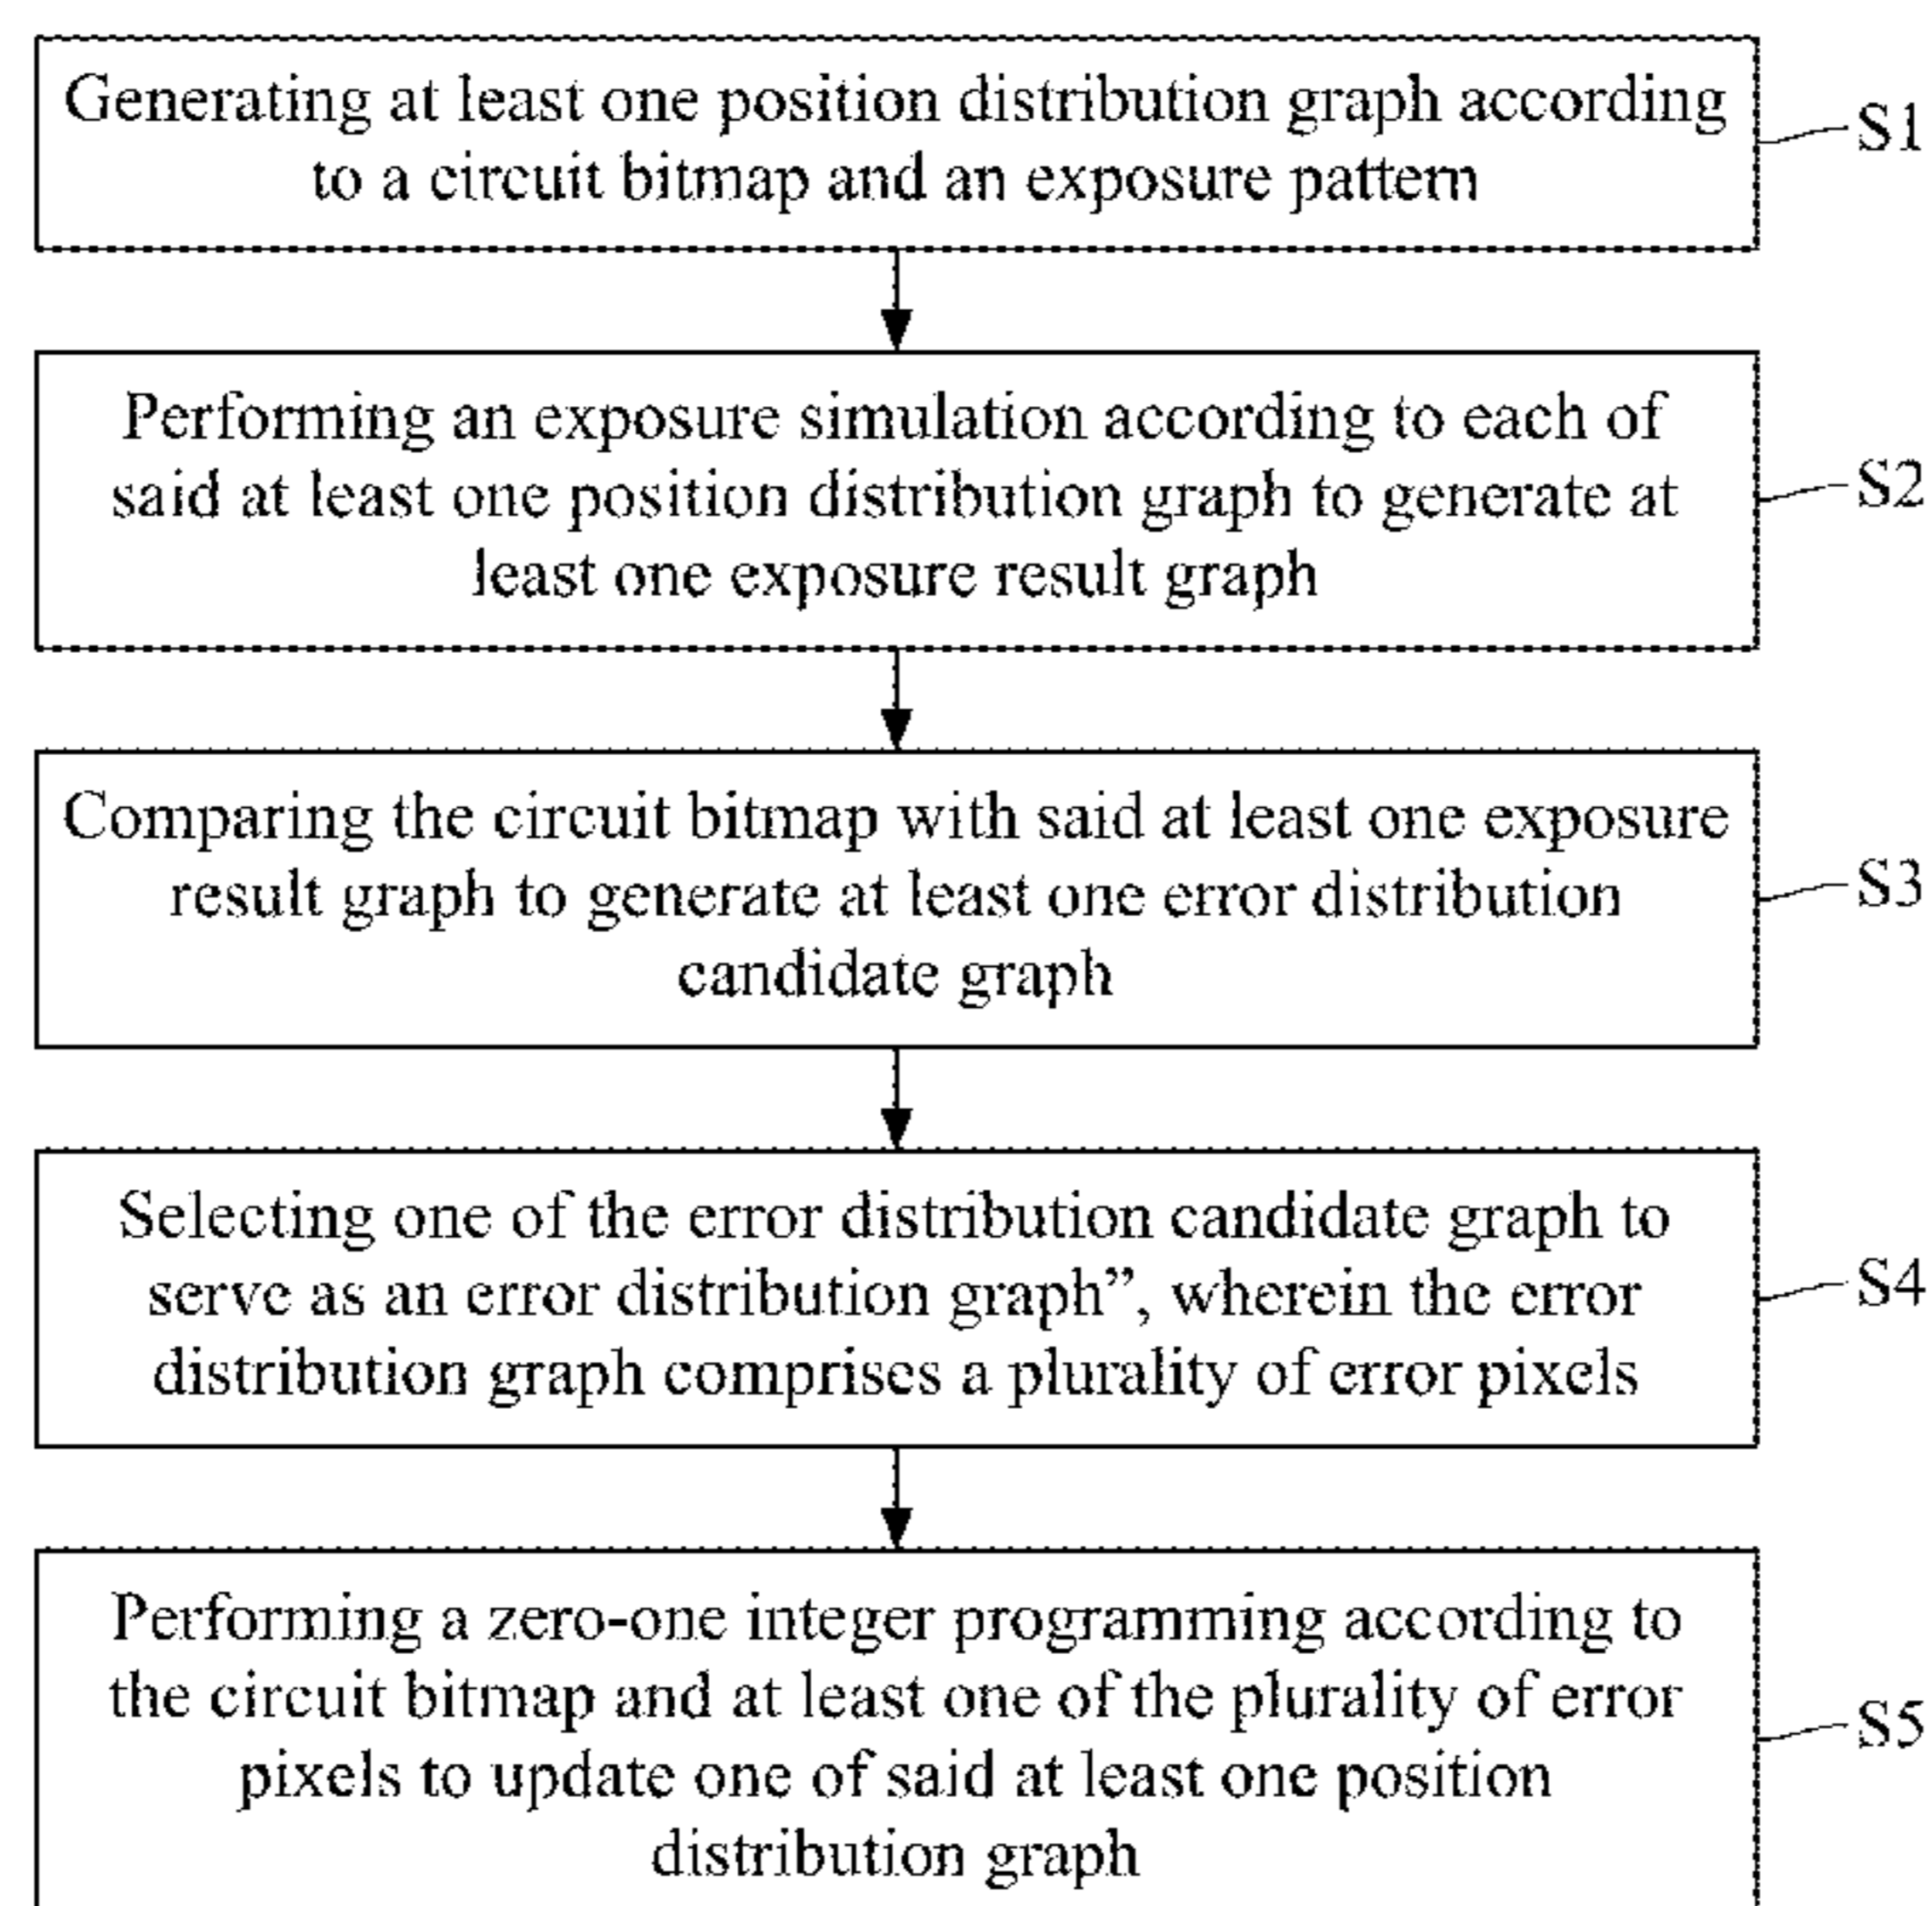 Generating at least one position distribution graph according
to a circuit bitmap and an exposure pattern
S1
Performing an exposure simulation according to each of
said at least one position distribution graph to generate at
least one exposure result graph
S2
Comparing the circuit bitmap with said at least one exposure
result graph to generate at least one error distribution
candidate graph
S3
Selecting one of the error distribution candidate graph to
serve as an error distribution graph”, wherein the error
distribution graph comprises a plurality of error pixels
S4
Performing a zero-one integer programming according to
the circuit bitmap and at least one of the plurality of error
pixels to update one of said at least one position
distribution graph
S5